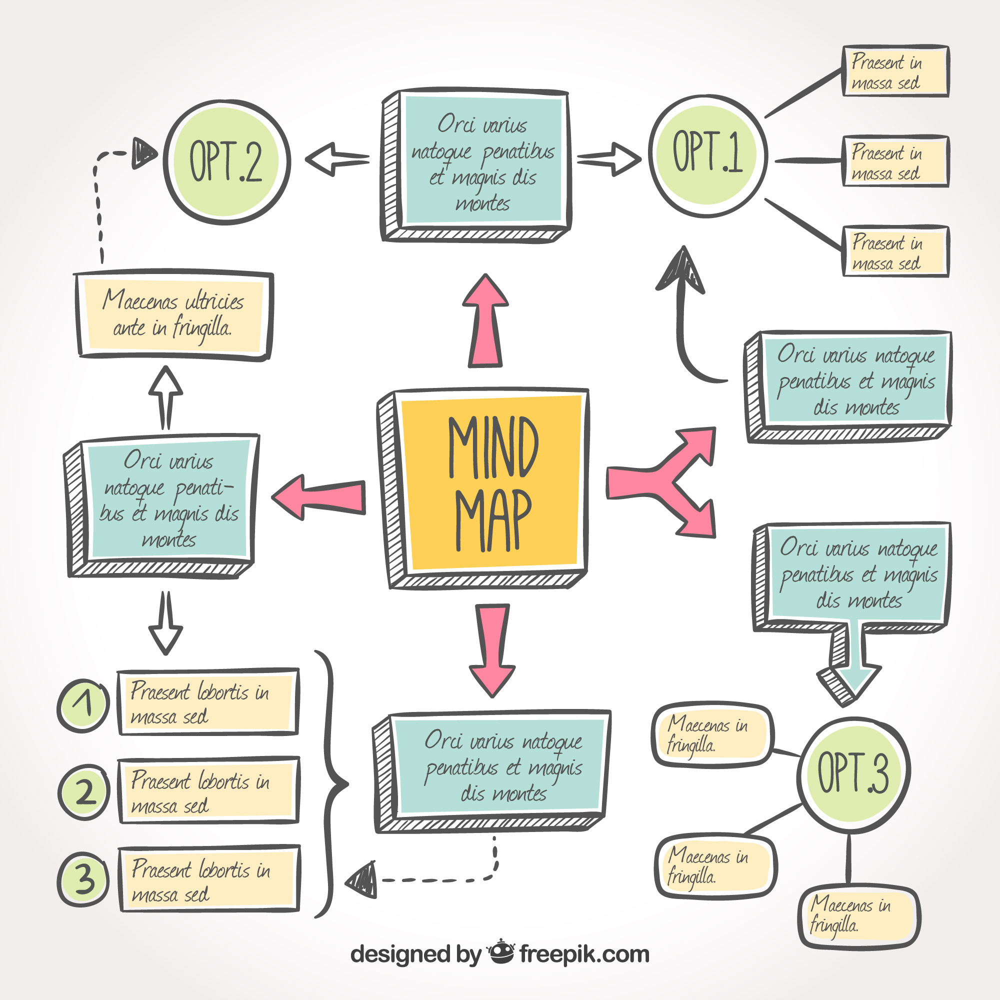 OPT.2
Orci varius
natoque penatibus
et magnis dis
montes
OPT.1
Praesent in
massa sed
Praesent in
massa sed
Praesent in
massa sed
Maecenas ultricies
ante in fringilla.
Orci varius natoque
penatibus et magnis
dis montes
MIND
MAP
Orci varius
natoque penati-
bus et magnis dis
montes
Orci varius natoque
penatibus et magnis
dis montes
1
Praesent lobortis in
massa sed
2
Praesent lobortis in
massa sed
3
Praesent lobortis in
massa sed
Orci varius natoque
penatibus et magnis
dis montes
OPT.3
Maecenas in
fringilla.
Maecenas in
fringilla.
Maecenas in
fringilla.
designed by freepik.com